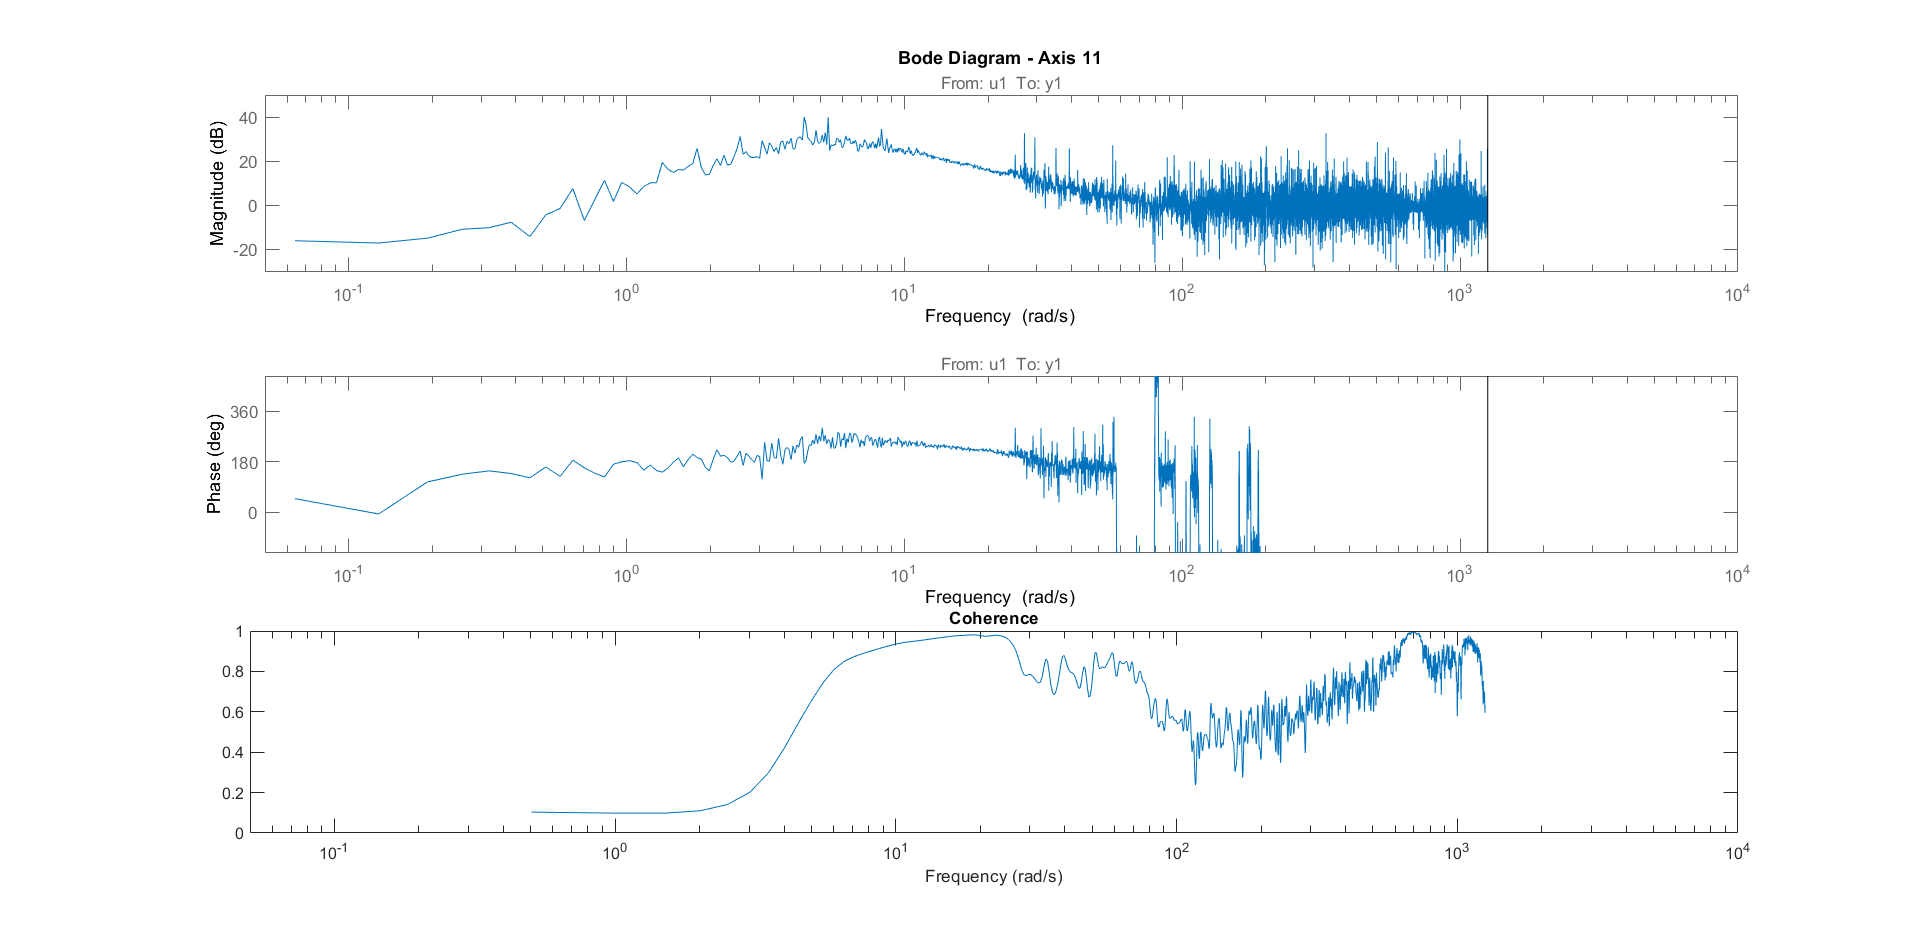 Bode Diagram - Axis 11
From: u1 To: y1
Magnitude (dB)
40
20
0
-20
10^-1 10^0 10^1 10^2 10^3 10^4
Frequency (rad/s)
From: u1 To: y1
Phase (deg)
360
180
0
10^-1 10^0 10^1 10^2 10^3 10^4
Frequency (rad/s)
Coherence
1
0.8
0.6
0.4
0.2
0
10^-1 10^0 10^1 10^2 10^3 10^4
Frequency (rad/s)